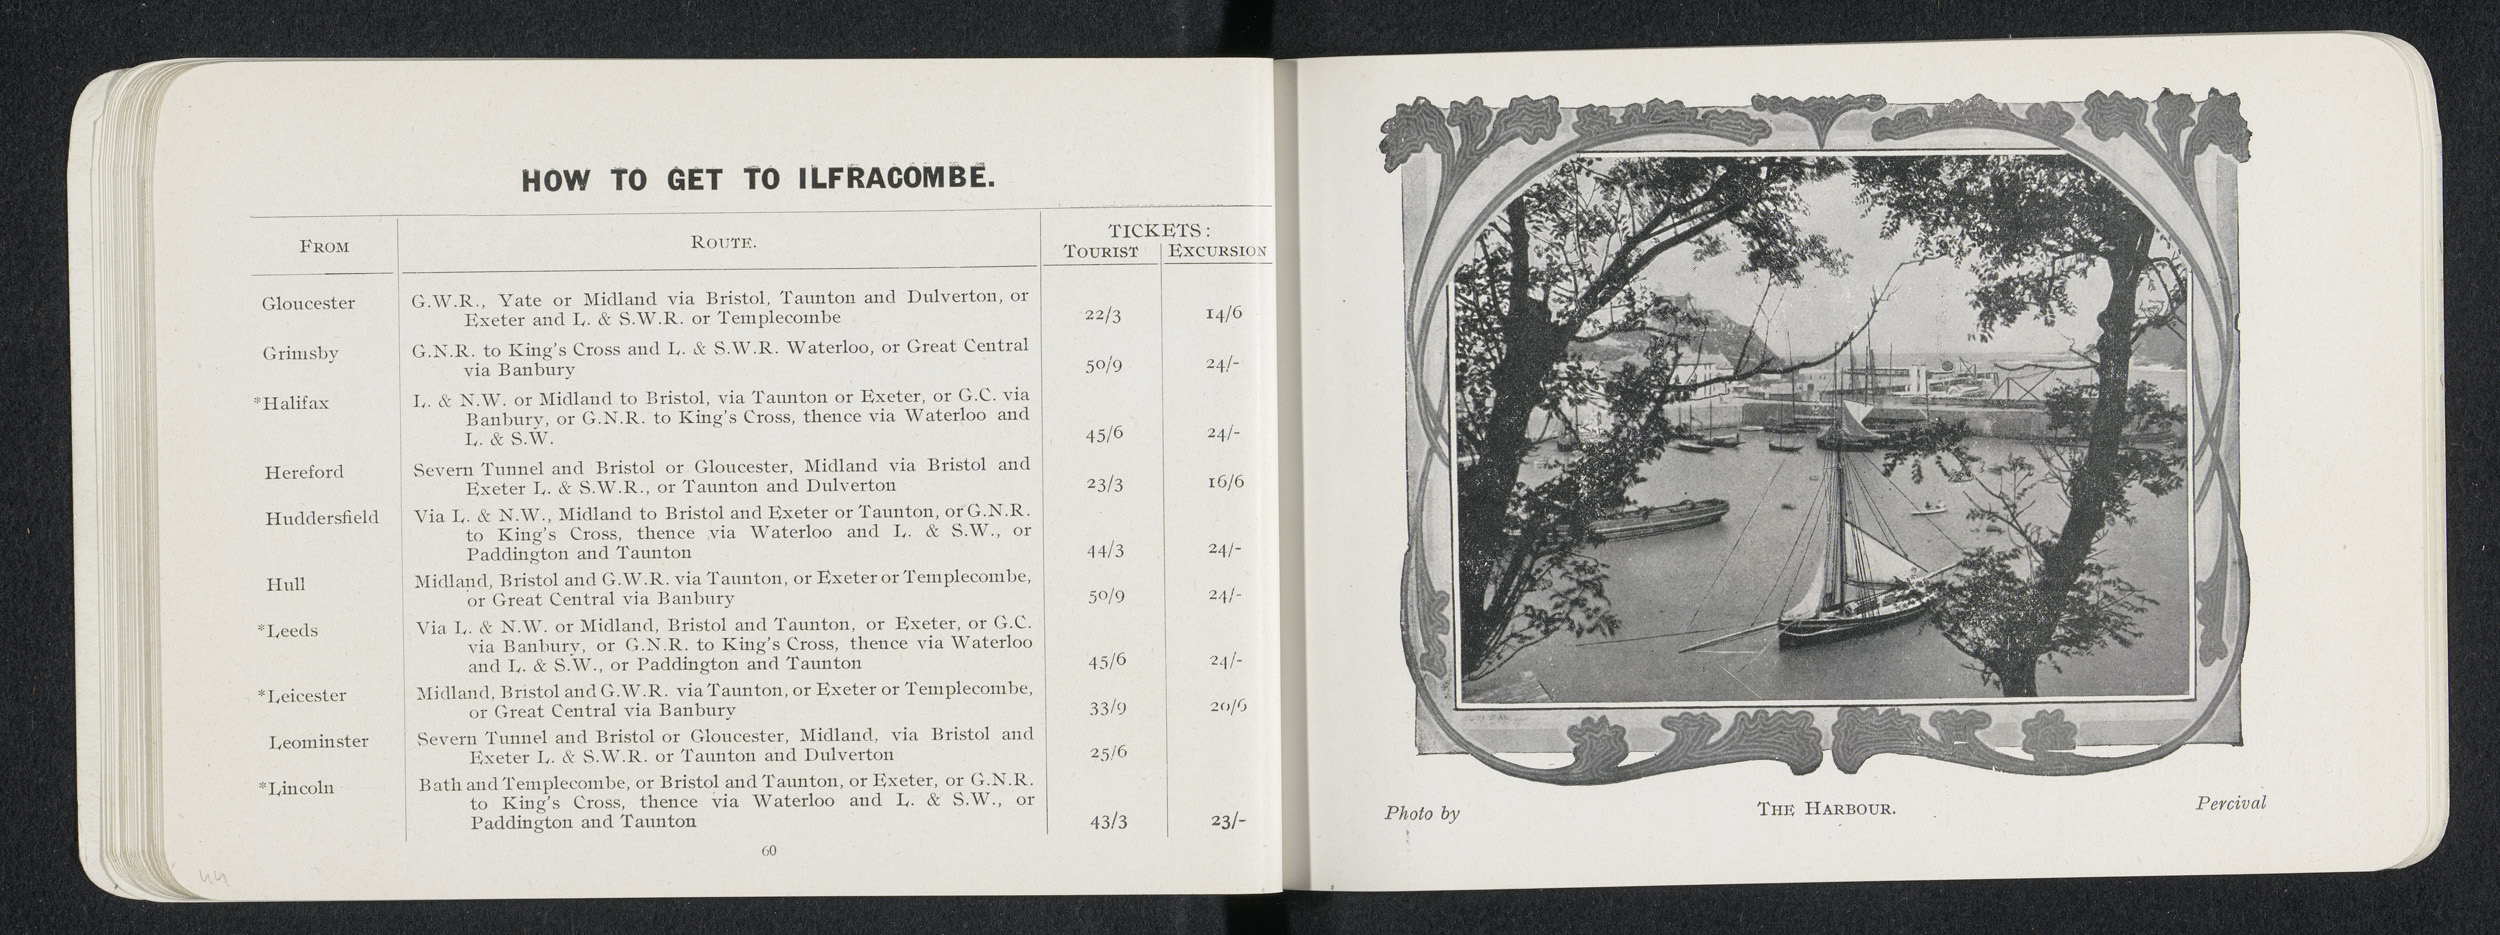 HOW TO GET TO ILFRACOMBE.
FROM ROUTE. TICKETS:
TOURIST EXCURSION
Gloucester G.W.R., Yate or Midland via Bristol, Taunton and Dulverton, or
Exeter and L. & S.W.R. or Templecombe 22/3 14/6
Grimsby G.N.R. to King's Cross and L. & S.W.R. Waterloo, or Great Central
via Banbury 50/9 24/-
*Halifax L. & N.W. or Midland to Bristol, via Taunton or Exeter, or G.C. via
Banbury, or G.N.R. to King's Cross, thence via Waterloo and
L. & S.W. 45/6 24/-
Hereford Severn Tunnel and Bristol or Gloucester, Midland via Bristol and
Exeter L. & S.W.R., or Taunton and Dulverton 23/3 16/6
Huddersfield Via L. & N.W., Midland to Bristol and Exeter or Taunton, or G.N.R.
to King's Cross, thence via Waterloo and L. & S.W., or
Paddington and Taunton 44/3 24/-
Hull Midland, Bristol and G.W.R. via Taunton, or Exeter or Templecombe,
or Great Central via Banbury 50/9 24/-
*Leeds Via L. & N.W. or Midland, Bristol and Taunton, or Exeter, or G.C.
via Banbury, or G.N.R. to King's Cross, thence via Waterloo
and L. & S.W., or Paddington and Taunton 45/6 24/-
*Leicester Midland, Bristol and G.W.R. via Taunton, or Exeter or Templecombe,
or Great Central via Banbury 33/9 20/6
Leominster Severn Tunnel and Bristol or Gloucester, Midland, via Bristol and
Exeter L. & S.W.R. or Taunton and Dulverton 25/6
*Lincoln Bath and Templecombe, or Bristol and Taunton, or Exeter, or G.N.R.
to King's Cross, thence via Waterloo and L. & S.W., or
Paddington and Taunton 43/3 23/-
60
44
Photo by THE HARBOUR. Percival